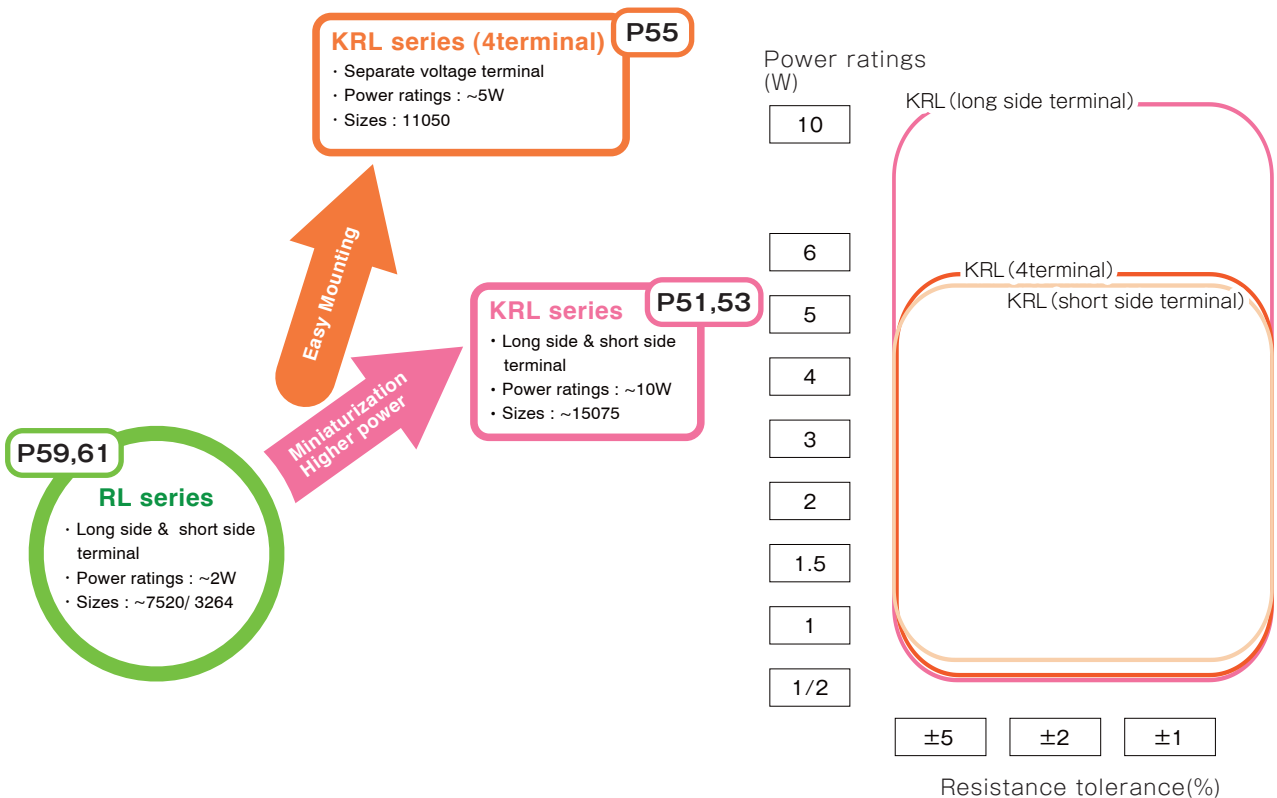 KRL series (4terminal)
P55
· Separate voltage terminal
· Power ratings : ~5W
· Sizes : 11050
Easy Mounting
KRL series
P51,53
· Long side & short side
terminal
· Power ratings : ~10W
· Sizes : ~15075
Miniaturization
Higher power
P59,61
RL series
· Long side & short side
terminal
· Power ratings : ~2W
· Sizes : ~7520/ 3264
Power ratings
(W)
10
6
5
4
3
2
1.5
1
1/2
KRL (long side terminal)
KRL (4terminal)
KRL (short side terminal)
±5 ±2 ±1
Resistance tolerance(%)